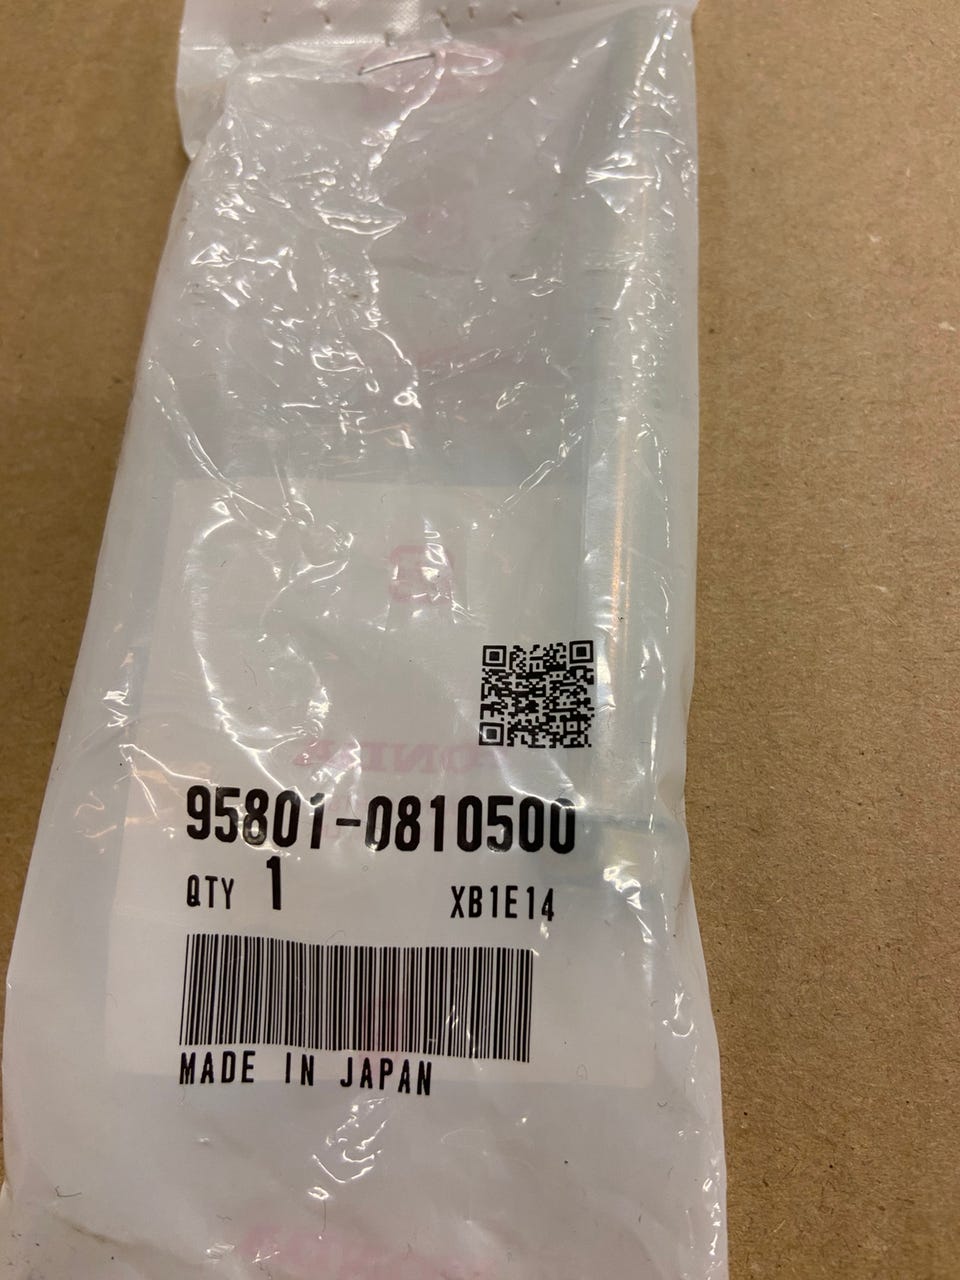 95801-0810500
QTY 1 XB1E14
MADE IN JAPAN